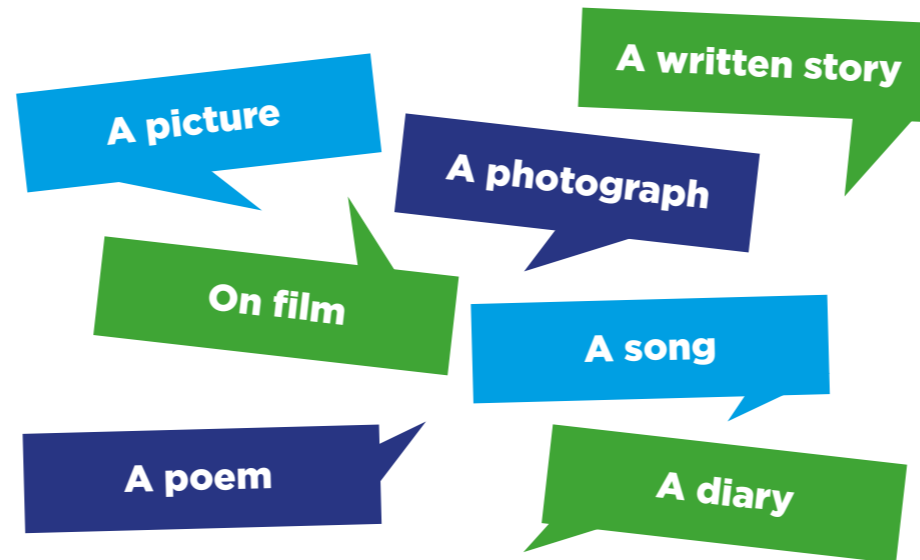 A written story
A picture
A photograph
On film
A song
A poem
A diary